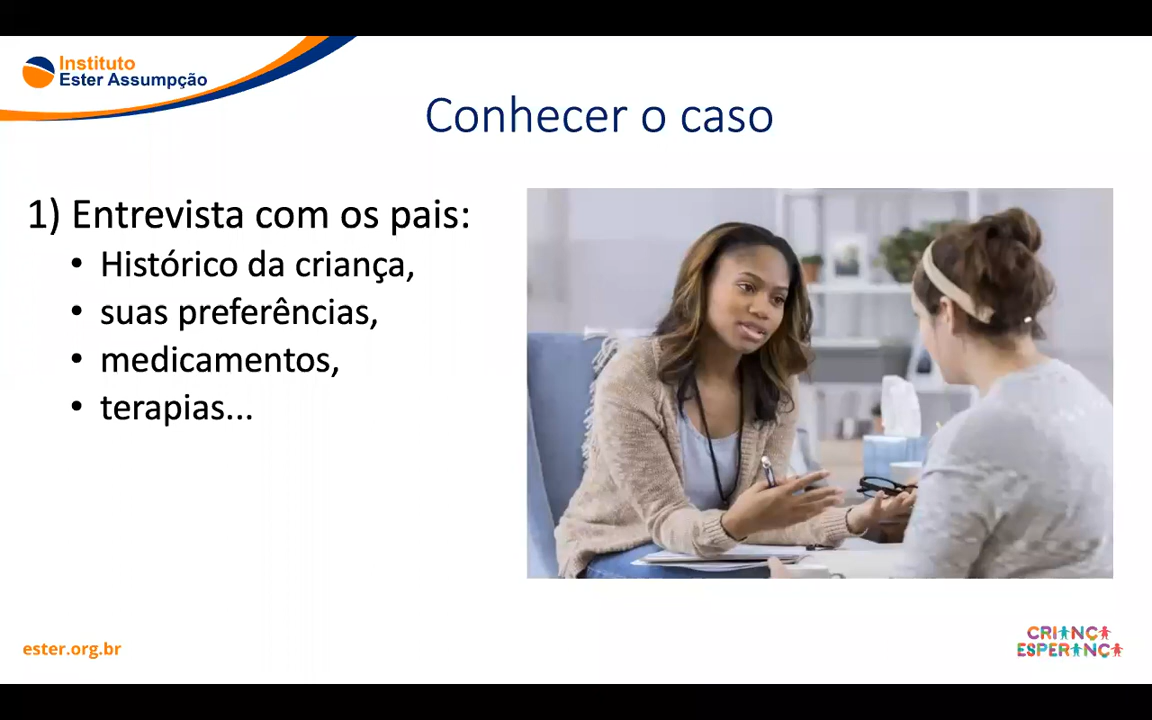 Instituto
Ester Assumpção
Conhecer o caso
1) Entrevista com os pais:
• Histórico da criança,
• suas preferências,
• medicamentos,
• terapias...
ester.org.br
CRIANÇA
ESPERANÇA